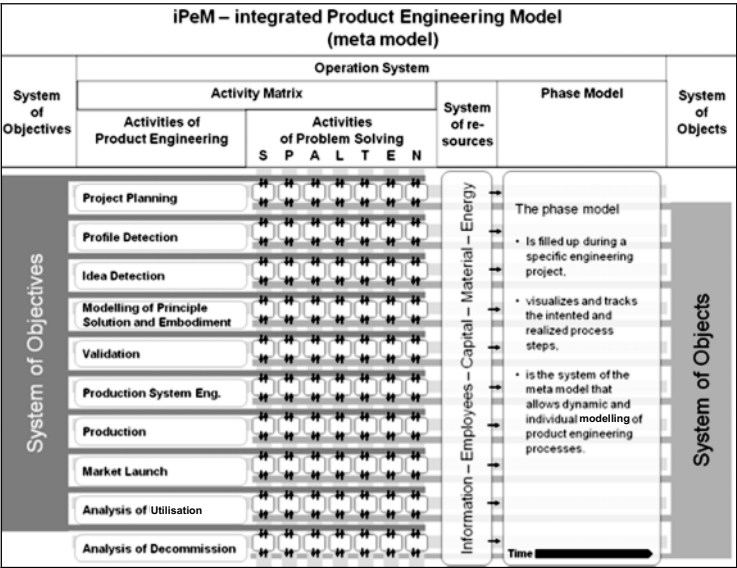 iPeM – integrated Product Engineering Model
(meta model)
System
of
Objectives
Operation System
Activity Matrix
Activities of
Product Engineering
Activities
of Problem Solving
S P A L T E N
System
of re-
sources
Phase Model
System
of
Objects
System of Objectives
Project Planning
Profile Detection
Idea Detection
Modelling of Principle
Solution and Embodiment
Validation
Production System Eng.
Production
Market Launch
Analysis of Utilisation
Analysis of Decommission
Information – Employees – Capital – Material – Energy
The phase model
• Is filled up during a
specific engineering
project,
• visualizes and tracks
the intented and
realized process
steps,
• is the system of the
meta model that
allows dynamic and
individual modelling of
product engineering
processes.
Time
System of Objects